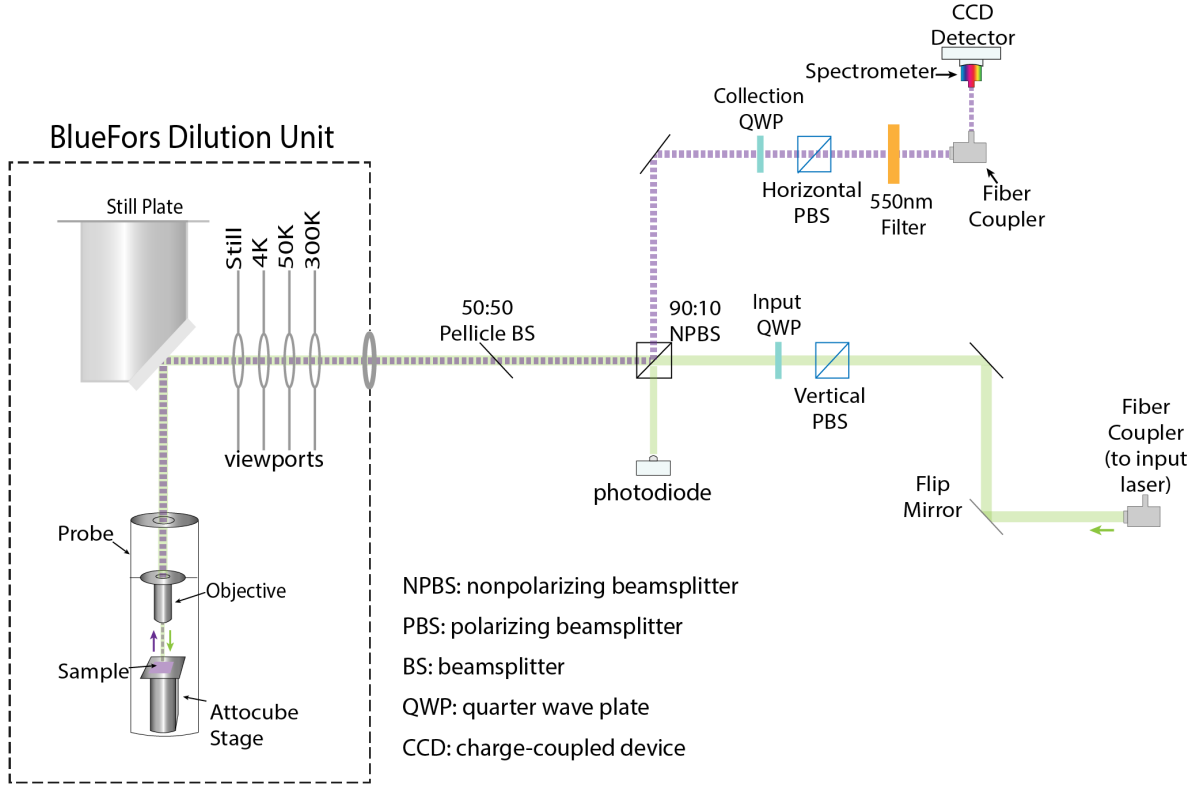 CCD
Detector
Spectrometer
Collection
QWP
Horizontal
PBS
550nm
Filter
Fiber
Coupler
BlueFors Dilution Unit
Still Plate
Still
4K
50K
300K
viewports
50:50
Pellicle BS
90:10
NPBS
Input
QWP
Vertical
PBS
Fiber
Coupler
(to input
laser)
Flip
Mirror
photodiode
Probe
Objective
Sample
Attocube
Stage
NPBS: nonpolarizing beamsplitter
PBS: polarizing beamsplitter
BS: beamsplitter
QWP: quarter wave plate
CCD: charge-coupled device